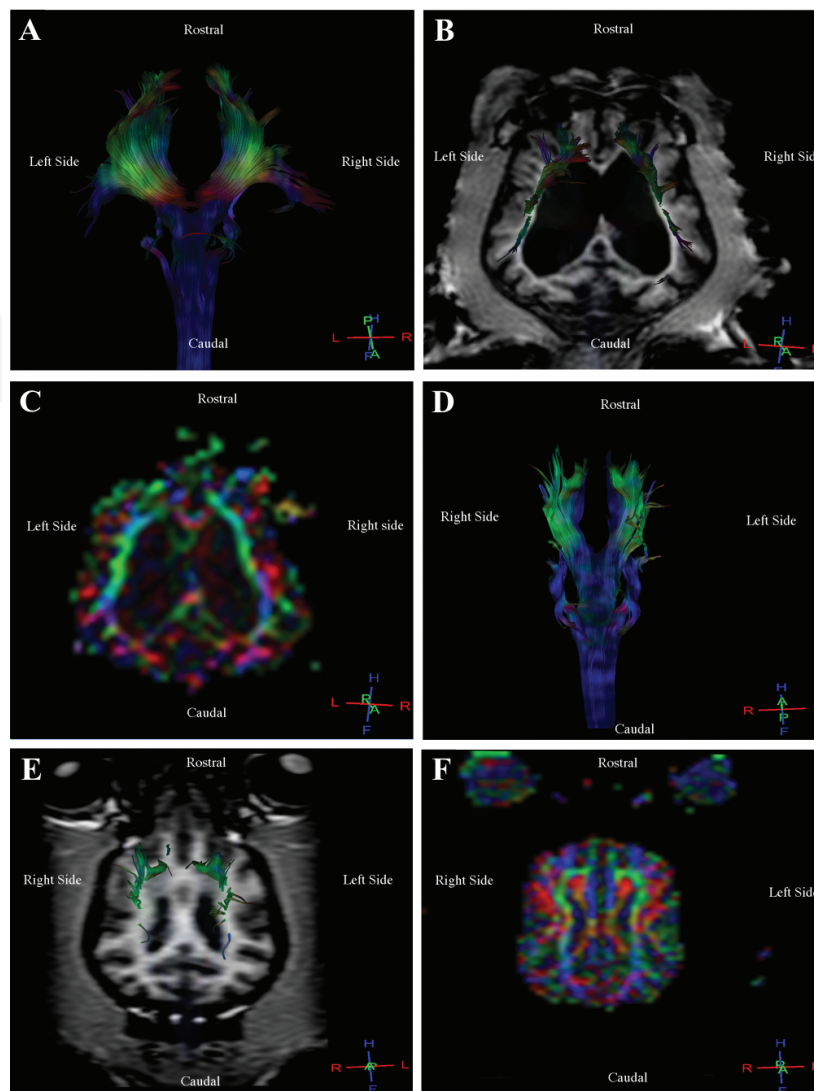 A
Rostral
Left Side
Right Side
Caudal
P
H
L
R
F
A
B
Rostral
Left Side
Right Sid
Caudal
R
L
A
C
Rostral
Left Side
Right side
Caudal
H
R
L
A
R
F
D
Rostral
Right Side
Left Side
Caudal
H
A
R
P
F
E
Rostral
Right Side
Left Side
Caudal
H
R
A
R
L
F
F
Rostral
Right Side
Left Side
Caudal
H
R
R
A